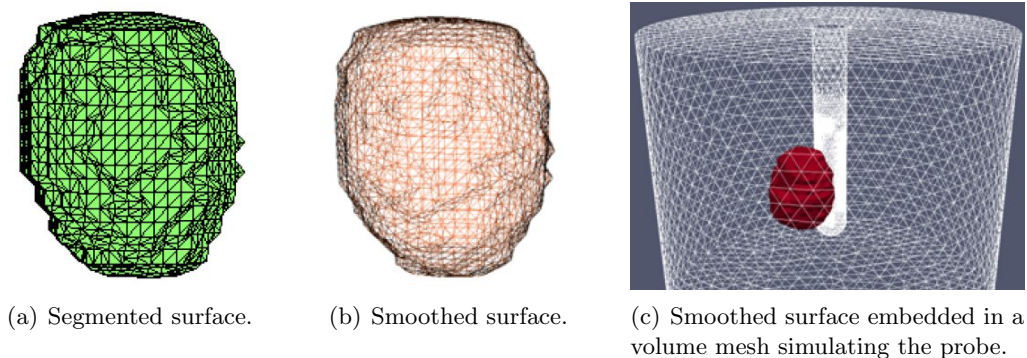 (a) Segmented surface.
(b) Smoothed surface.
(c) Smoothed surface embedded in a
volume mesh simulating the probe.